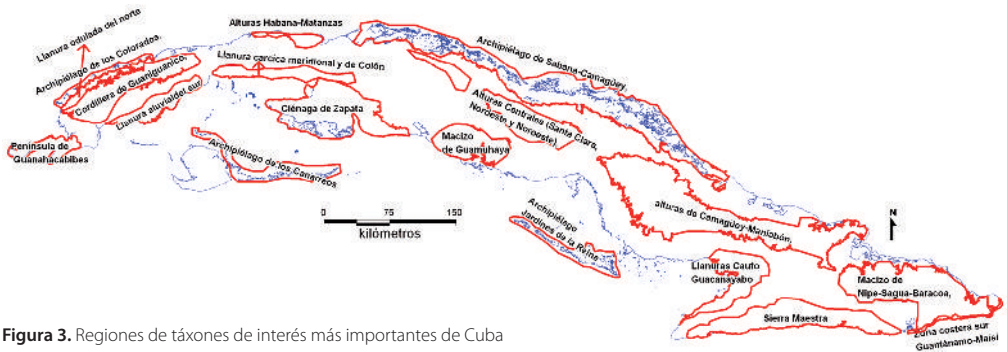 Llanura odulada del norte
Archipiélago de los Colorados,
Cordillera de Guaniguanico,
Llanura aluvial del sur
Península de
Guanahacabibes
Alturas Habana-Matanzas
Llanura carcica merimional y de Colón
Ciénaga de Zapata
Archipiélago de los Canarreos
Archipiélago de Sabana-Camagüey,
Alturas Centrales (Santa Clara,
Noroeste y Noroeste)
Macizo
de Guamuhaya
Archipiélago
Jardines de la Reina
alturas de Camagüey-Maniabón,
Llanuras Cauto
Guacanayabo
Macizo de
Nipe-Sagua-Baracoa,
Sierra Maestra
Zona costera sur
Guantánamo-Maisí
0 75 150
kilómetros
N
Figura 3. Regiones de táxones de interés más importantes de Cuba